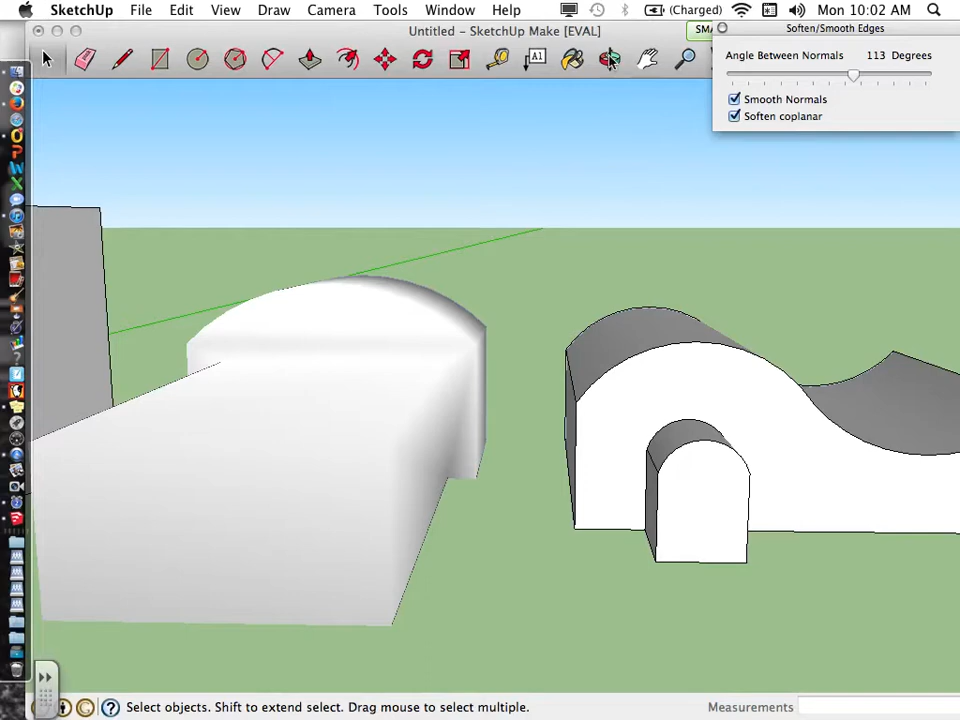 SketchUp File Edit View Draw Camera Tools Window Help (Charged) Mon 10:02 AM
Untitled - SketchUp Make [EVAL]
Soften/Smooth Edges
Angle Between Normals 113 Degrees
Smooth Normals
Soften coplanar
A1
Select objects. Shift to extend select. Drag mouse to select multiple.
Measurements